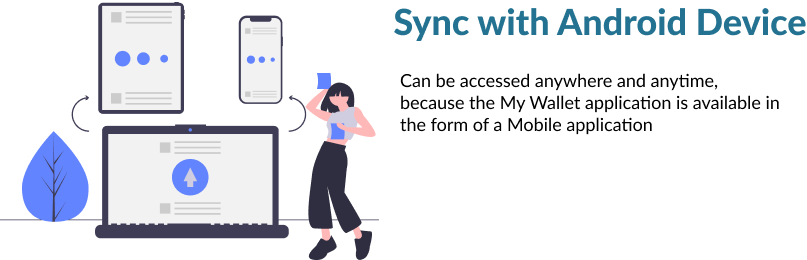 Sync with Android Device
Can be accessed anywhere and anytime,
because the My Wallet application is available in
the form of a Mobile application